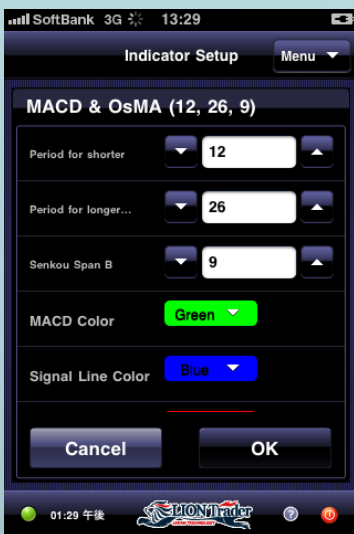 SoftBank 3G 13:29
Indicator Setup Menu
MACD & OsMA (12, 26, 9)
Period for shorter 12
Period for longer... 26
Senkou Span B 9
MACD Color Green
Signal Line Color Blue
Cancel OK
01:29 午後 LION Trader ?
JAPAN TECHNOLOGY